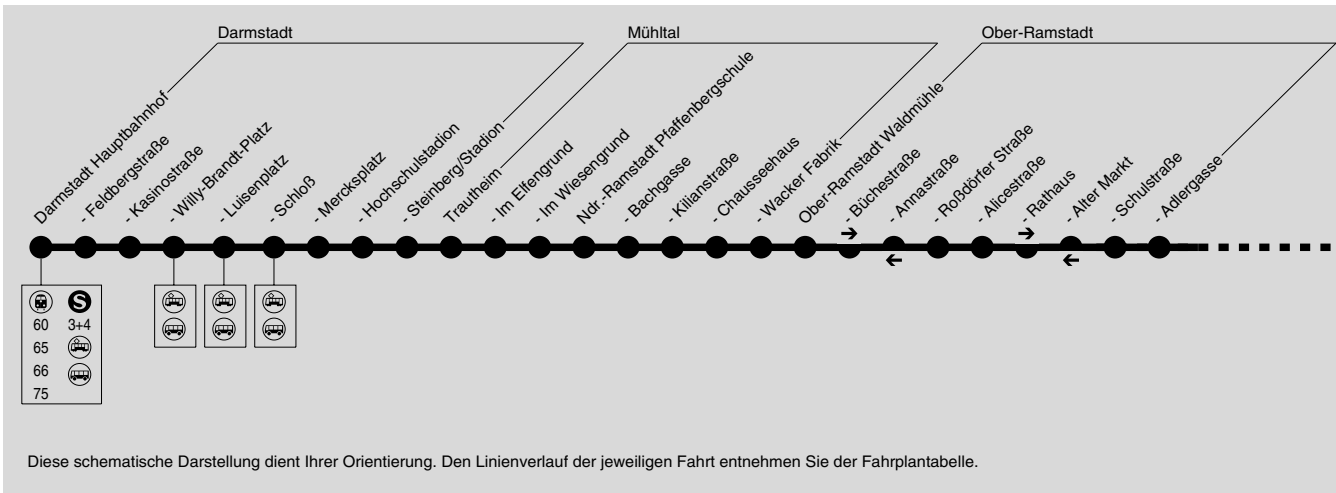 Darmstadt
Mühltal
Ober-Ramstadt
Darmstadt Hauptbahnhof
- Feldbergstraße
- Kasinostraße
- Willy-Brandt-Platz
- Luisenplatz
- Schloß
- Mercksplatz
- Hochschulstadion
- Steinberg/Stadion
Trautheim
- Im Elfengrund
- Im Wiesengrund
Ndr.-Ramstadt Pfaffenbergschule
- Bachgasse
- Kilianstraße
- Chausseehaus
- Wacker Fabrik
Ober-Ramstadt Waldmühle
- Büchestraße
- Annastraße
- Roßdörfer Straße
- Alicestraße
- Rathaus
- Alter Markt
- Schulstraße
- Adlergasse
S
60 3+4
65
66
75
Diese schematische Darstellung dient Ihrer Orientierung. Den Linienverlauf der jeweiligen Fahrt entnehmen Sie der Fahrplantabelle.